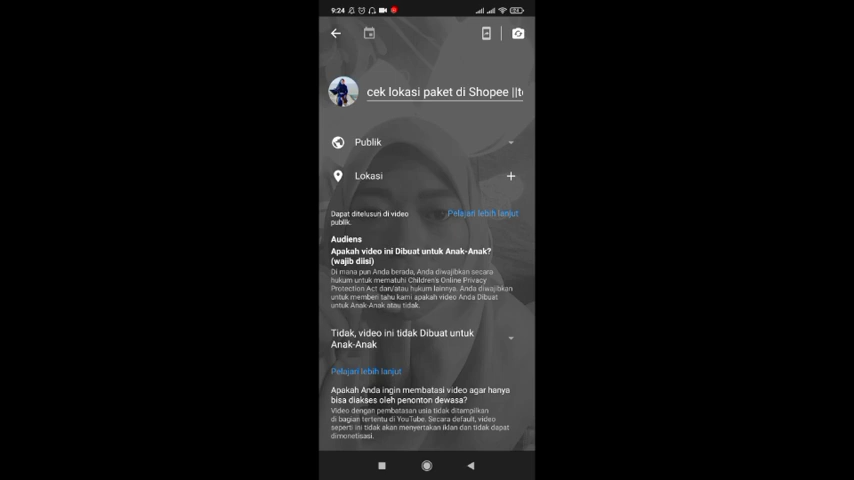 9:24
cek lokasi paket di Shopee ||t
Publik
Lokasi
Dapat ditelusuri di video
publik.
Pelajari lebih lanjut
Audiens
Apakah video ini Dibuat untuk Anak-Anak?
(wajib diisi)
Di mana pun Anda berada, Anda diwajibkan secara
hukum untuk mematuhi Children's Online Privacy
Protection Act dan/atau hukum lainnya. Anda diwajibkan
untuk memberi tahu kami apakah video Anda Dibuat
untuk Anak-Anak atau tidak.
Tidak, video ini tidak Dibuat untuk
Anak-Anak
Pelajari lebih lanjut
Apakah Anda ingin membatasi video agar hanya
bisa diakses oleh penonton dewasa?
Video dengan pembatasan usia tidak ditampilkan
di bagian tertentu di YouTube. Secara default, video
seperti ini tidak akan menyertakan iklan dan tidak dapat
dimonetisasi.